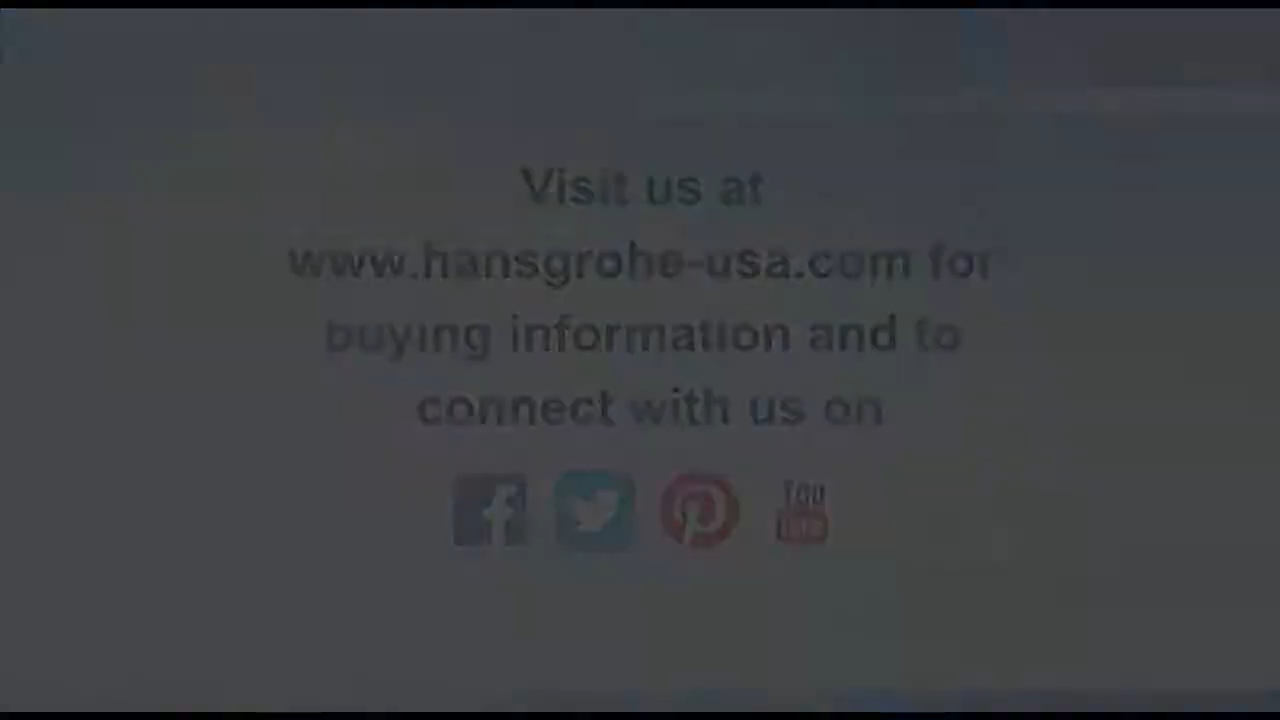 Visit us at
www.hansgrohe-usa.com for
buying information and to
connect with us on
You
Tube